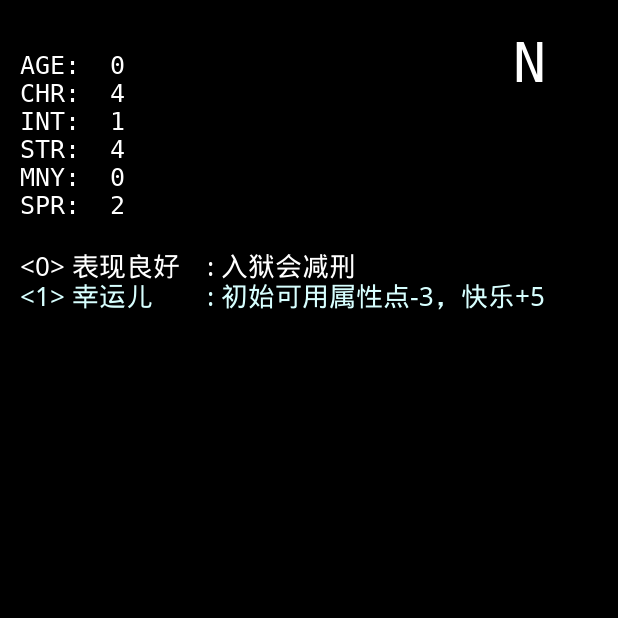 N
AGE: 0
CHR: 4
INT: 1
STR: 4
MNY: 0
SPR: 2
<0> 表现良好 : 入狱会减刑
<1> 幸运儿 : 初始可用属性点-3，快乐+5